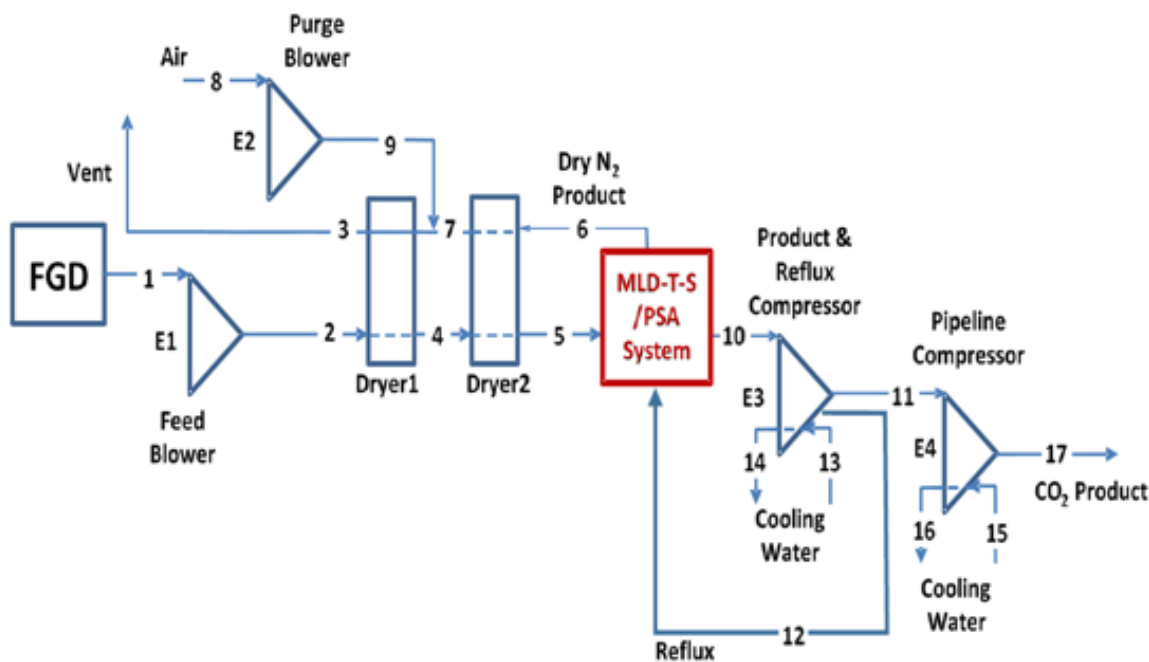 Purge
Blower
Air
8
E2
9
Vent
Dry N₂
Product
3
7
6
Product &
Reflux
Compressor
FGD
1
MLD-T-S
/PSA
System
Pipeline
Compressor
E1
2
4
5
10
Dryer1
Dryer2
E3
11
Feed
Blower
14
13
E4
17
CO₂ Product
Cooling
Water
16
15
Cooling
Water
12
Reflux